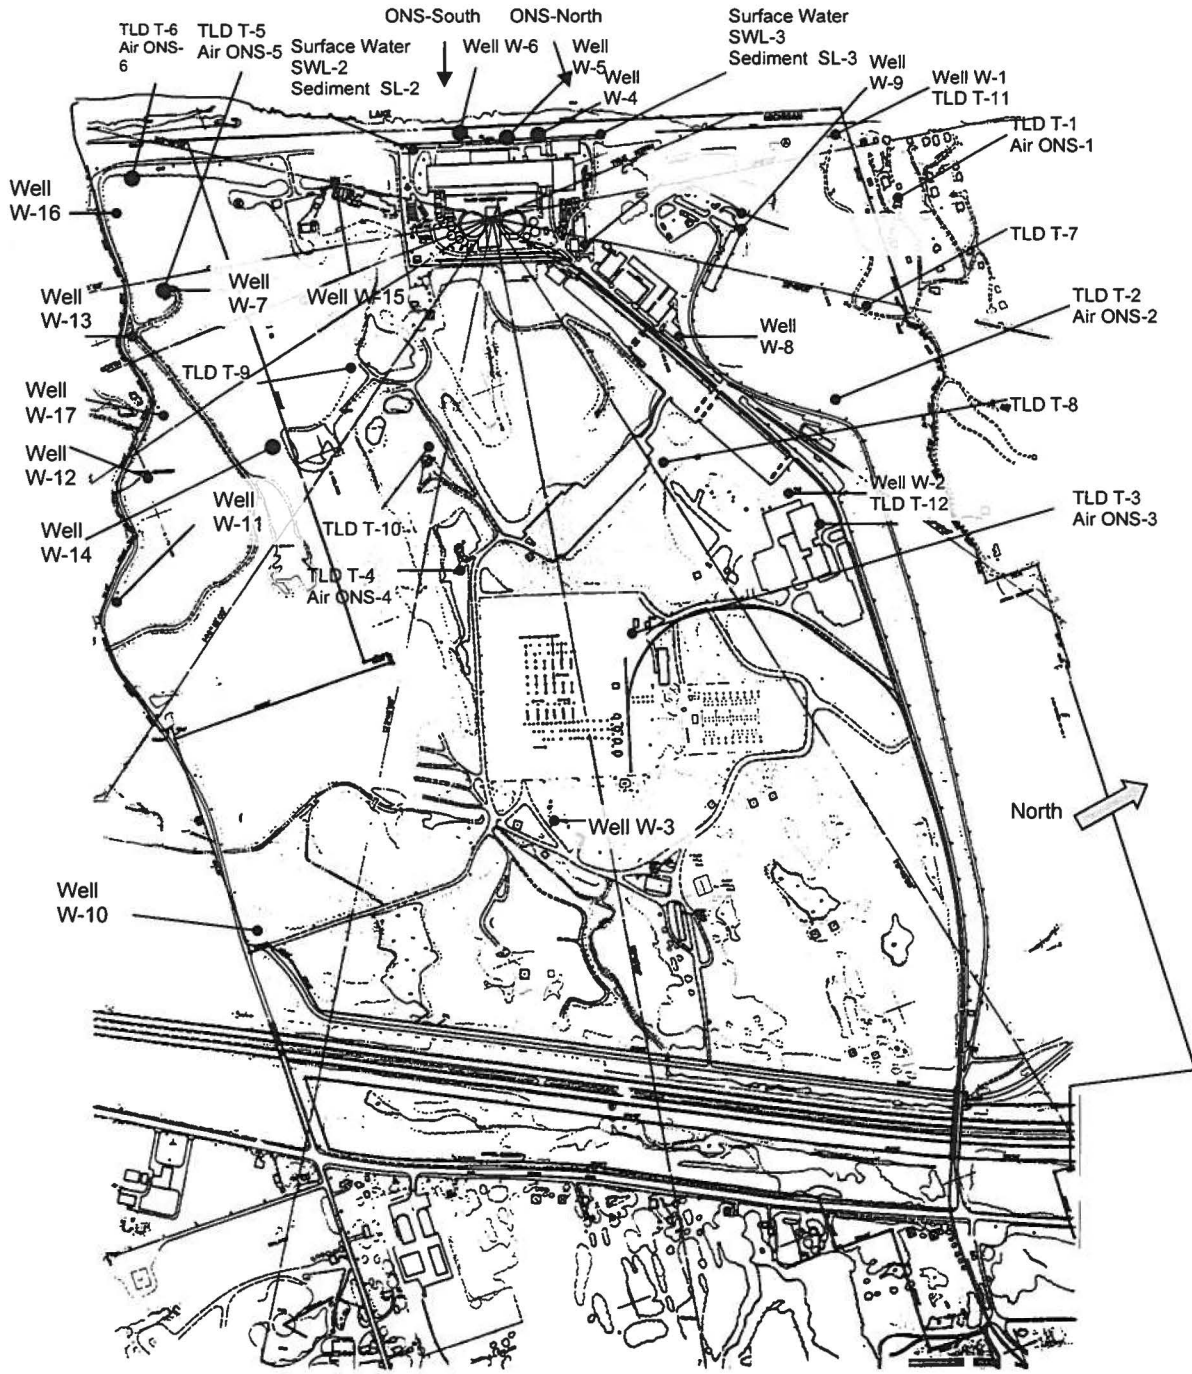 ONS-South
ONS-North
TLD T-6
Air ONS-
6
TLD T-5
Air ONS-5
Surface Water
SWL-2
Sediment SL-2
Well W-6
Well
W-5
Well
W-4
Surface Water
SWL-3
Sediment SL-3
Well
W-9
Well W-1
TLD T-11
TLD T-1
Air ONS-1
LAKE
MICHIGAN
Well
W-16
TLD T-7
Well
W-13
Well
W-7
Well W-15
TLD T-2
Air ONS-2
Well
W-8
TLD T-9
Well
W-17
TLD T-8
Well
W-12
Well
W-11
Well
W-14
TLD T-10
Well W-2
TLD T-12
TLD T-3
Air ONS-3
TLD T-4
Air ONS-4
North
Well W-3
Well
W-10